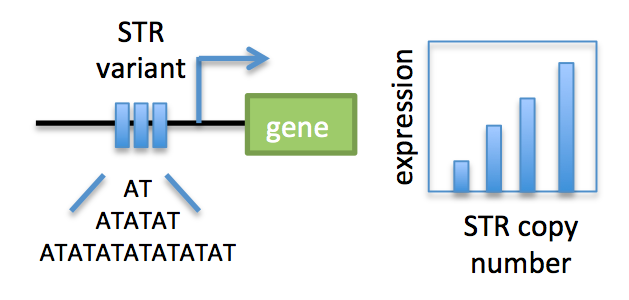 STR
variant
gene
AT
ATATAT
ATATATATATATAT
expression
STR copy
number